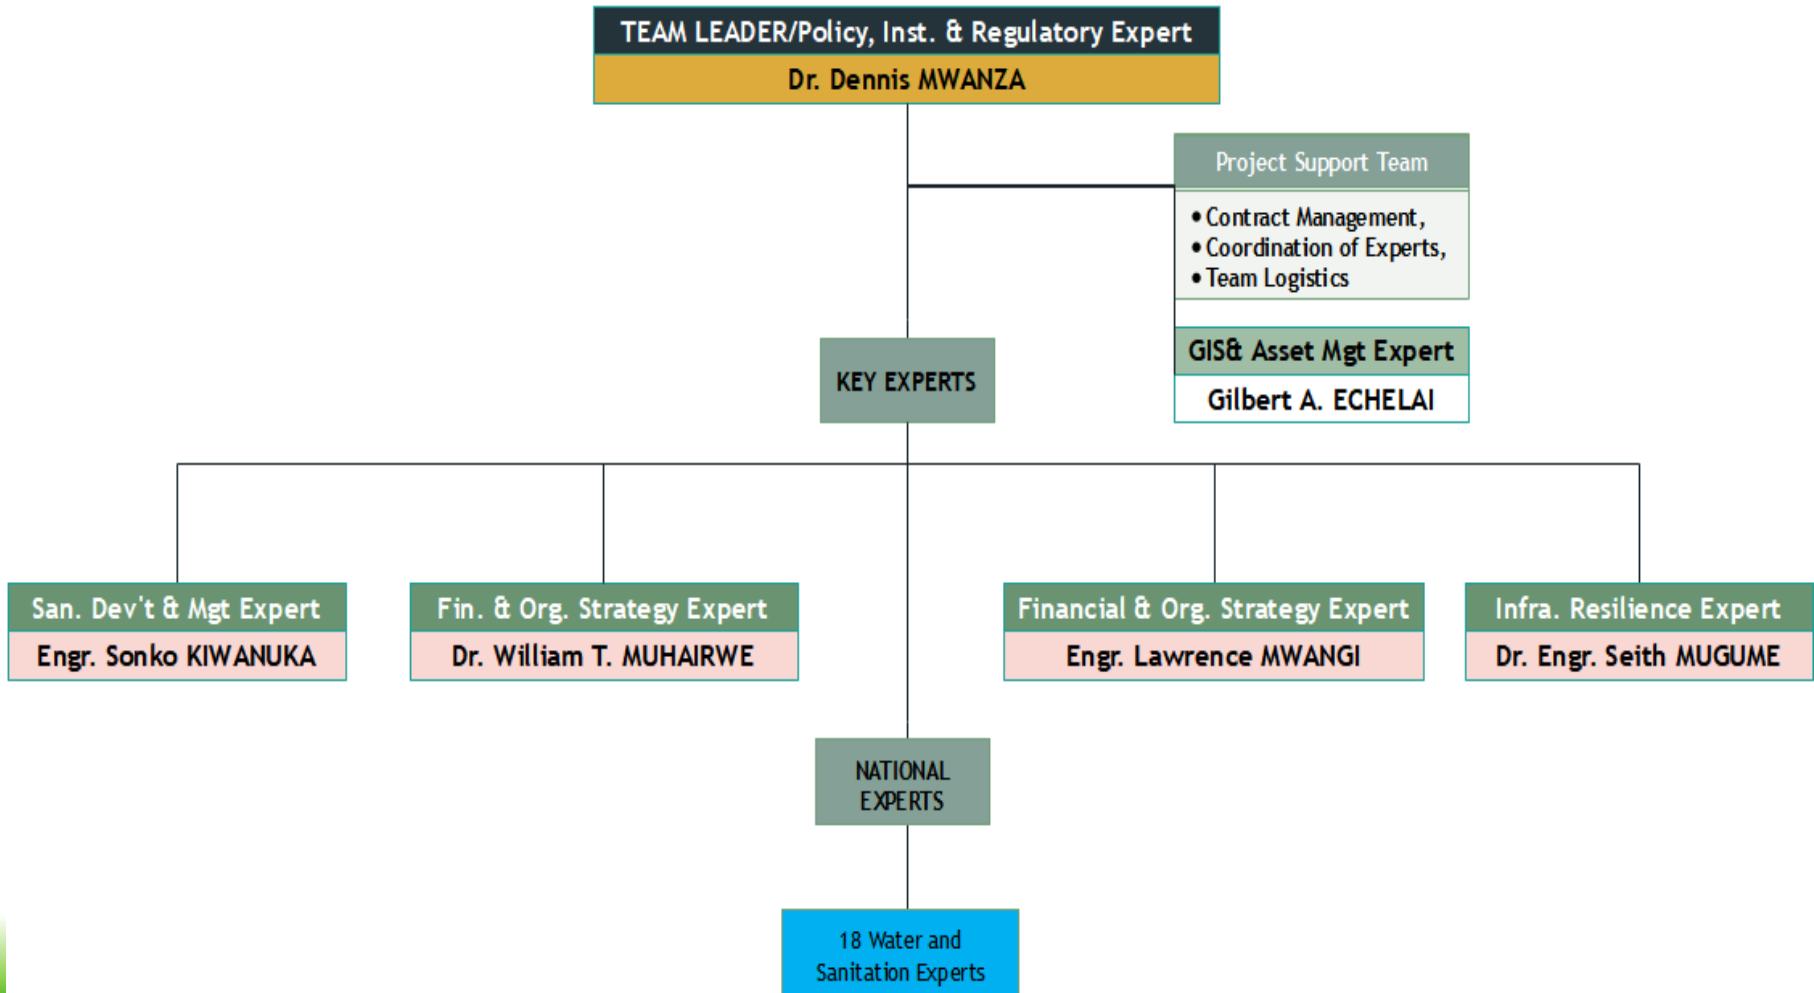 TEAM LEADER/Policy, Inst. & Regulatory Expert
Dr. Dennis MWANZA
Project Support Team
• Contract Management,
• Coordination of Experts,
• Team Logistics
GIS& Asset Mgt Expert
Gilbert A. ECHELAI
KEY EXPERTS
San. Dev't & Mgt Expert
Engr. Sonko KIWANUKA
Fin. & Org. Strategy Expert
Dr. William T. MUHAIRWE
Financial & Org. Strategy Expert
Engr. Lawrence MWANGI
Infra. Resilience Expert
Dr. Engr. Seith MUGUME
NATIONAL
EXPERTS
18 Water and
Sanitation Experts